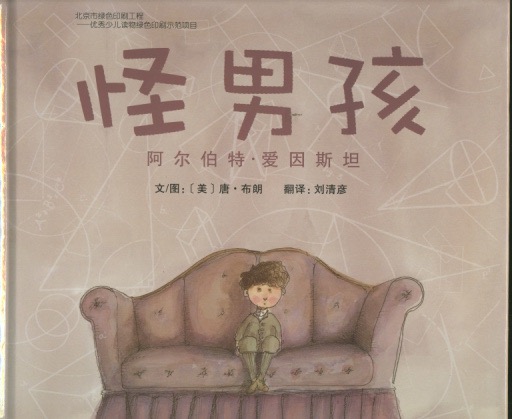 北京市绿色印刷工程
——优秀少儿读物绿色印刷示范项目
怪男孩
阿尔伯特·爱因斯坦
文/图:〔美〕唐·布朗 翻译:刘清彦